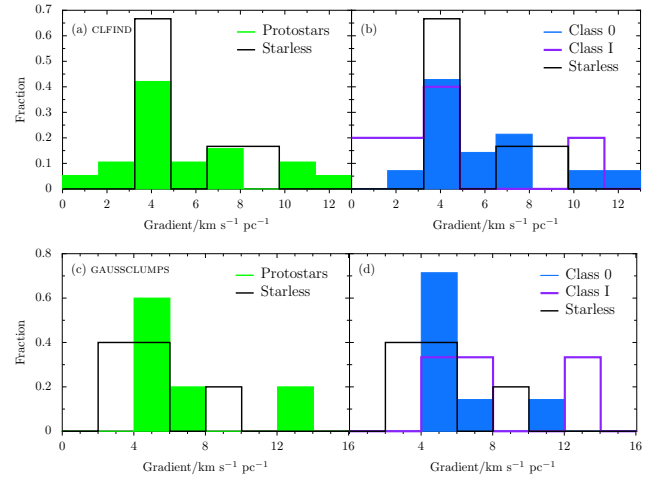 (a) CLFIND
Protostars
Starless
0.7
0.6
0.5
0.4
0.3
0.2
0.1
0
Fraction
0 2 4 6 8 10 12
Gradient/km s⁻¹ pc⁻¹
(b)
Class 0
Class I
Starless
0 2 4 6 8 10 12
Gradient/km s⁻¹ pc⁻¹
(c) GAUSSCLUMPS
Protostars
Starless
0.8
0.6
0.4
0.2
0
Fraction
0 4 8 12 16
Gradient/km s⁻¹ pc⁻¹
(d)
Class 0
Class I
Starless
0 4 8 12 16
Gradient/km s⁻¹ pc⁻¹